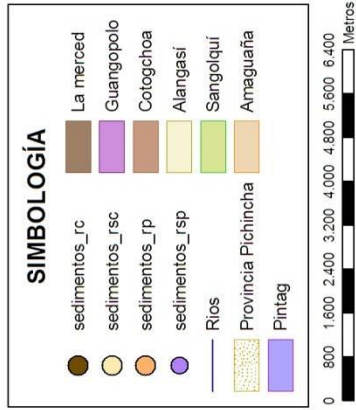 SIMBOLOGÍA
sedimentos_rc
sedimentos_rsc
sedimentos_rp
sedimentos_rsp
Rios
Provincia Pichincha
Pintag
La merced
Guangopolo
Cotogchoa
Alangasí
Sangolquí
Amaguaña
0 800 1.600 2.400 3.200 4.000 4.800 5.600 6.400
Metros